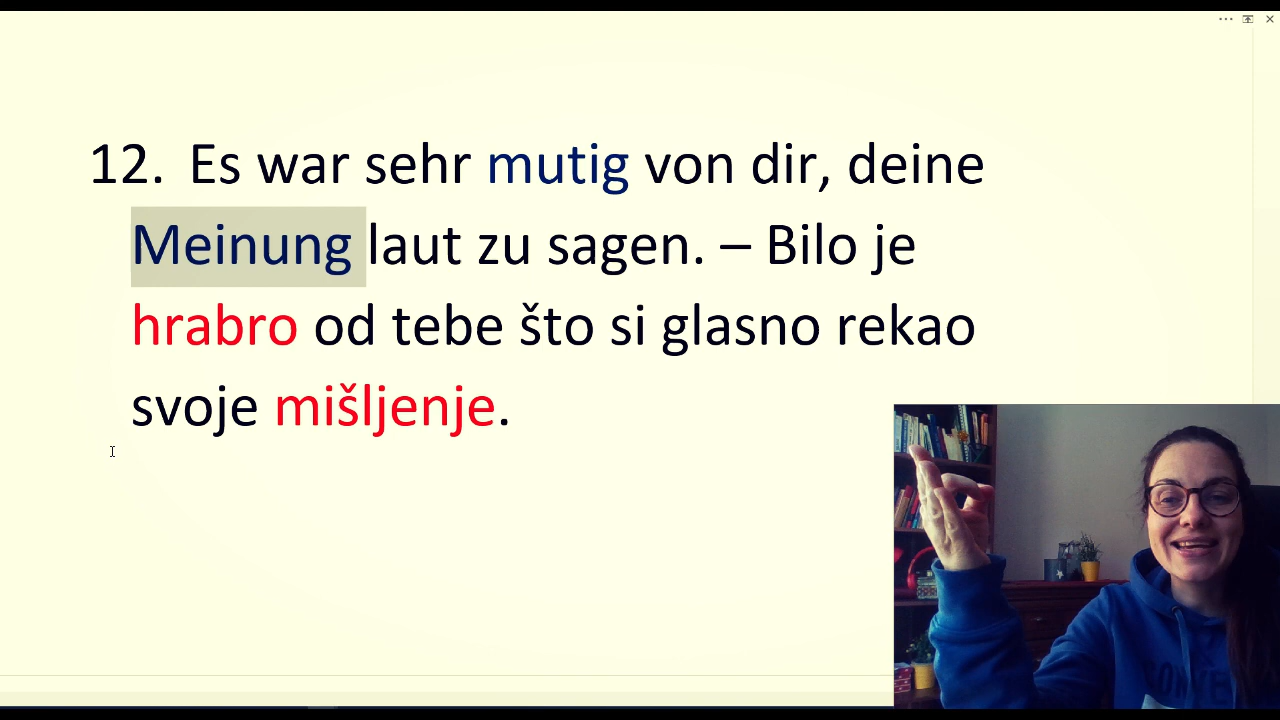 12. Es war sehr mutig von dir, deine
Meinung laut zu sagen. – Bilo je
hrabro od tebe što si glasno rekao
svoje mišljenje.